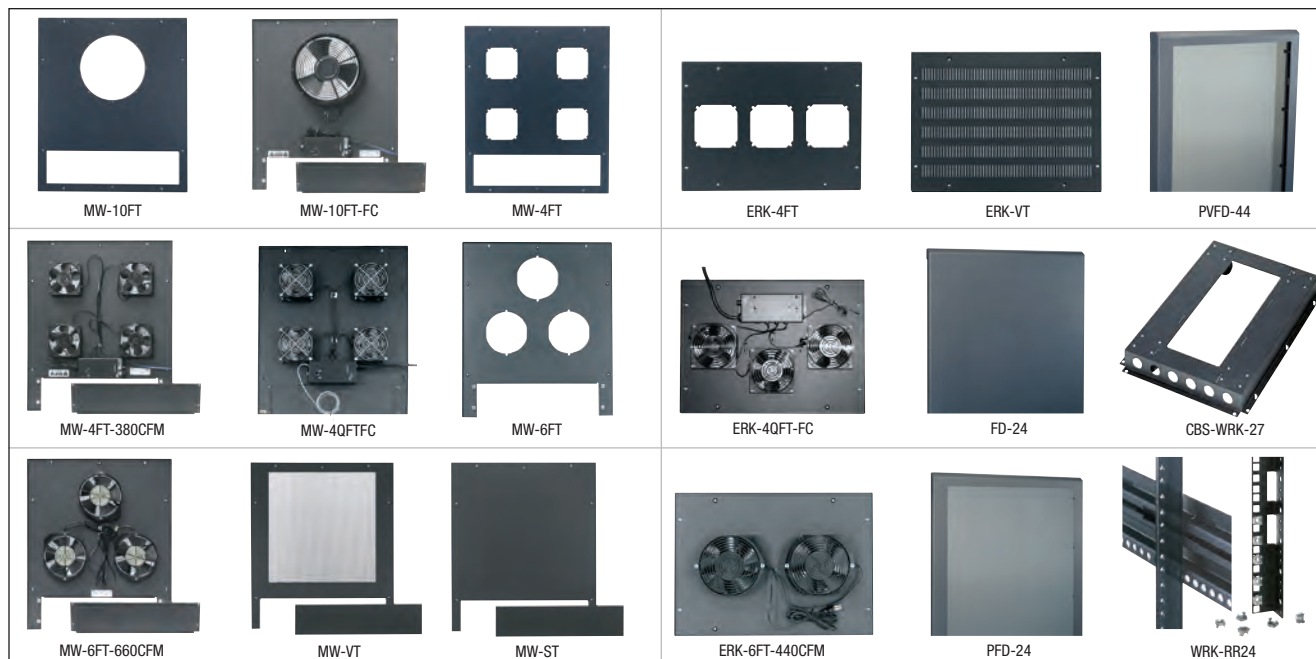 MW-10FT
MW-10FT-FC
MW-4FT
ERK-4FT
ERK-VT
PVFD-44
MW-4FT-380CFM
MW-4QFTFC
MW-6FT
ERK-4QFT-FC
FD-24
CBS-WRK-27
MW-6FT-660CFM
MW-VT
MW-ST
ERK-6FT-440CFM
PFD-24
WRK-RR24